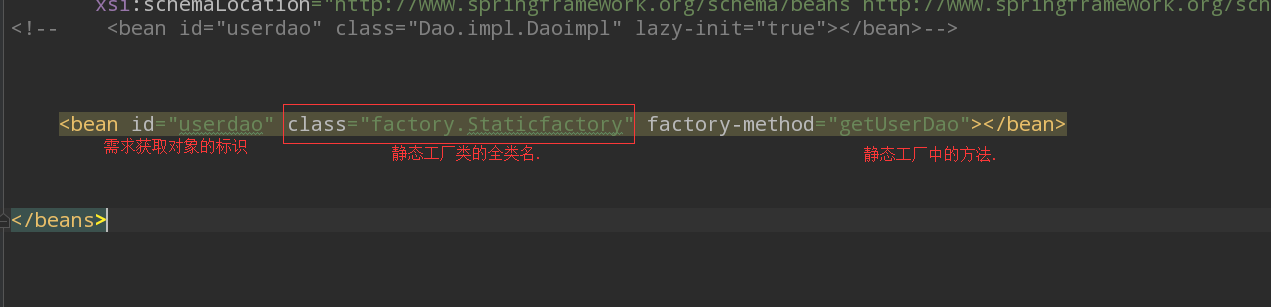 xsi:schemaLocation="http://www.springframework.org/schema/beans http://www.springframework.org/sch
<!--    <bean id="userdao" class="Dao.impl.Daoimpl" lazy-init="true"></bean>-->
<bean id="userdao" class="factory.Staticfactory" factory-method="getUserDao"></bean>
需求获取对象的标识 静态工厂类的全类名. 静态工厂中的方法.
</beans>